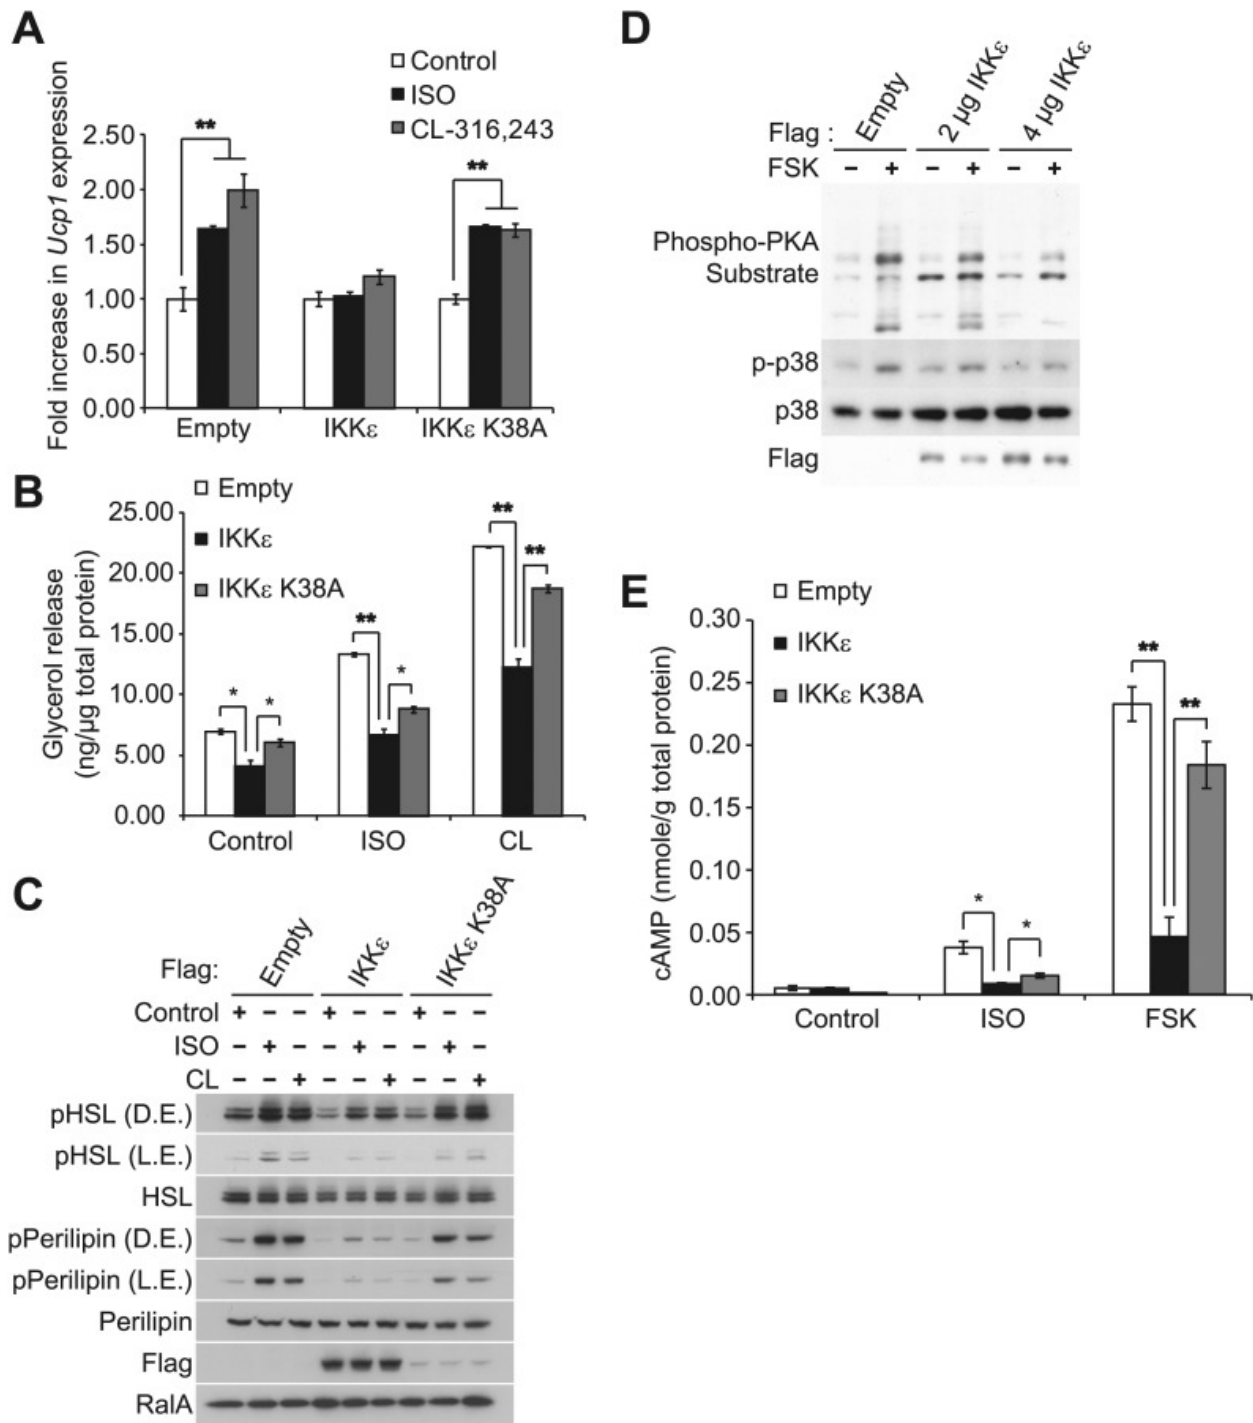 A
Control
ISO
CL-316,243
Fold increase in Ucp1 expression
2.50
2.00
1.50
1.00
0.50
0.00
**
**
Empty
IKKε
IKKε K38A
B
Empty
IKKε
IKKε K38A
Glycerol release
(ng/µg total protein)
25.00
20.00
15.00
10.00
5.00
0.00
* *
** *
** **
Control
ISO
CL
C
Flag:
Empty
IKKε
IKKε K38A
Control + − − + − − + − −
ISO − + − − + − − + −
CL − − + − − + − − +
pHSL (D.E.)
pHSL (L.E.)
HSL
pPerilipin (D.E.)
pPerilipin (L.E.)
Perilipin
Flag
RalA
D
Flag :
Empty
2 µg IKKε
4 µg IKKε
FSK − + − + − +
Phospho-PKA
Substrate
p-p38
p38
Flag
E
Empty
IKKε
IKKε K38A
cAMP (nmole/g total protein)
0.30
0.25
0.20
0.15
0.10
0.05
0.00
* *
** **
Control
ISO
FSK